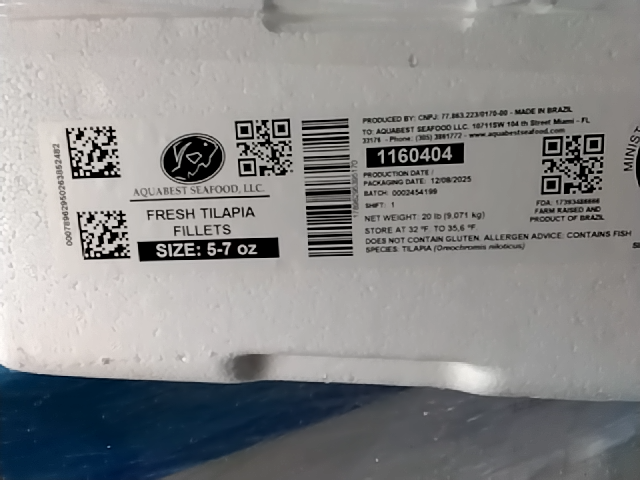 AQUABEST SEAFOOD, LLC.
FRESH TILAPIA
FILLETS
SIZE: 5-7 oz
PRODUCED BY: CNPJ: 77.863.223/0170-00 - MADE IN BRAZIL
TO: AQUABEST SEAFOOD LLC. 10711SW 104 th Street Miami - FL
33176 - Phone: (305) 3861772 - www.aquabestseafood.com
1160404
PRODUCTION DATE /
PACKAGING DATE: 12/08/2025
BATCH: 0002454199
SHIFT: 1
NET WEIGHT: 20 lb (9,071 kg)
STORE AT 32 °F. TO 35,6 °F.
DOES NOT CONTAIN GLUTEN. ALLERGEN ADVICE: CONTAINS FISH
SPECIES: TILAPIA (Oreochromis niloticus)
FDA: 17393486666
FARM RAISED AND
PRODUCT OF BRAZIL
MINIST